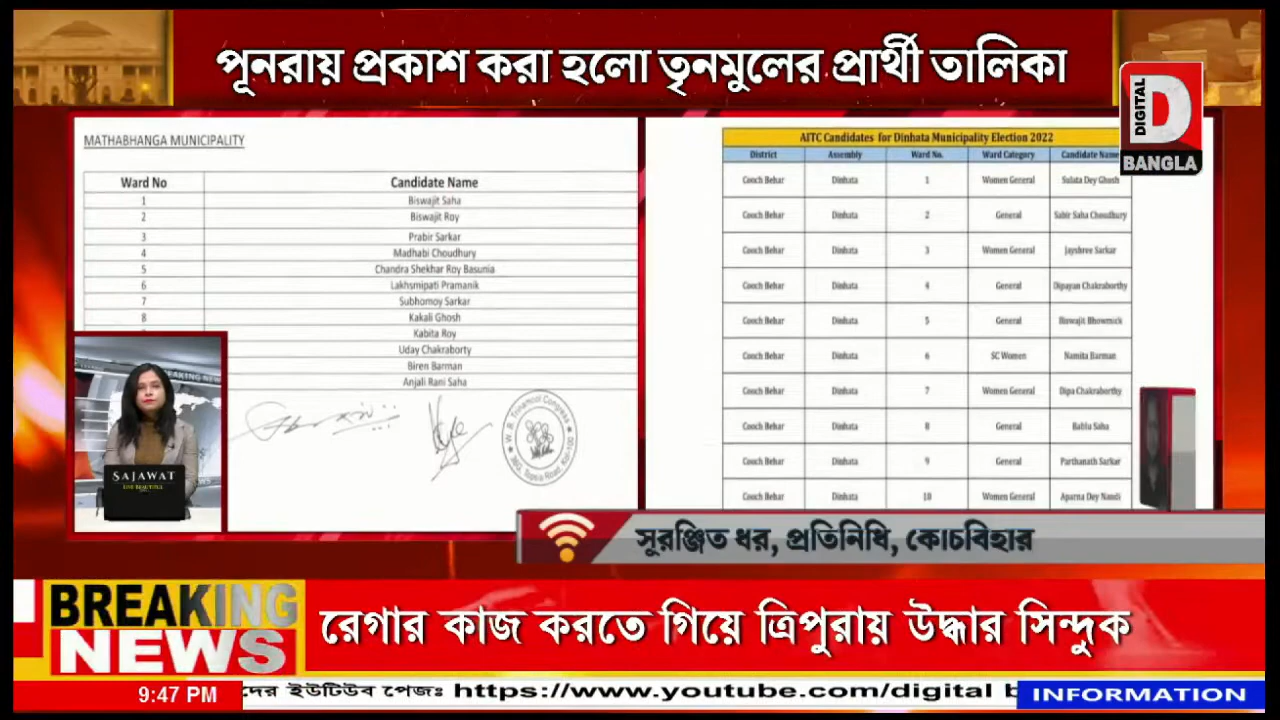 পূনরায় প্রকাশ করা হলো তৃনমুলের প্রার্থী তালিকা
DIGITAL
D
BANGLA
MATHABHANGA MUNICIPALITY
Ward No Candidate Name
1 Biswajit Saha
2 Biswajit Roy
3 Prabir Sarkar
4 Madhabi Choudhury
5 Chandra Shekhar Roy Basunia
6 Lakhsmipati Pramanik
7 Subhomoy Sarkar
8 Kakali Ghosh
Kabita Roy
Uday Chakraborty
Biren Barman
Anjali Rani Saha
AITC Candidates for Dinhata Municipality Election 2022
District Assembly Ward No. Ward Category Candidate Name
Cooch Behar Dinhata 1 Women General Sulata Dey Ghosh
Cooch Behar Dinhata 2 General Sabir Saha Choudhury
Cooch Behar Dinhata 3 Women General Jayshree Sarkar
Cooch Behar Dinhata 4 General Dipayan Chakraborthy
Cooch Behar Dinhata 5 General Biswajit Bhowmick
Cooch Behar Dinhata 6 SC Women Namita Barman
Cooch Behar Dinhata 7 Women General Dipa Chakraborthy
Cooch Behar Dinhata 8 General Bablu Saha
Cooch Behar Dinhata 9 General Parthanath Sarkar
Cooch Behar Dinhata 10 Women General Aparna Dey Nandi
BREAKING NEWS
SAJAWAT
সুরঞ্জিত ধর, প্রতিনিধি, কোচবিহার
BREAKING
NEWS
রেগার কাজ করতে গিয়ে ত্রিপুরায় উদ্ধার সিন্দুক
9:47 PM
দের ইউটিউব পেজঃ https://www.youtube.com/digital b
INFORMATION